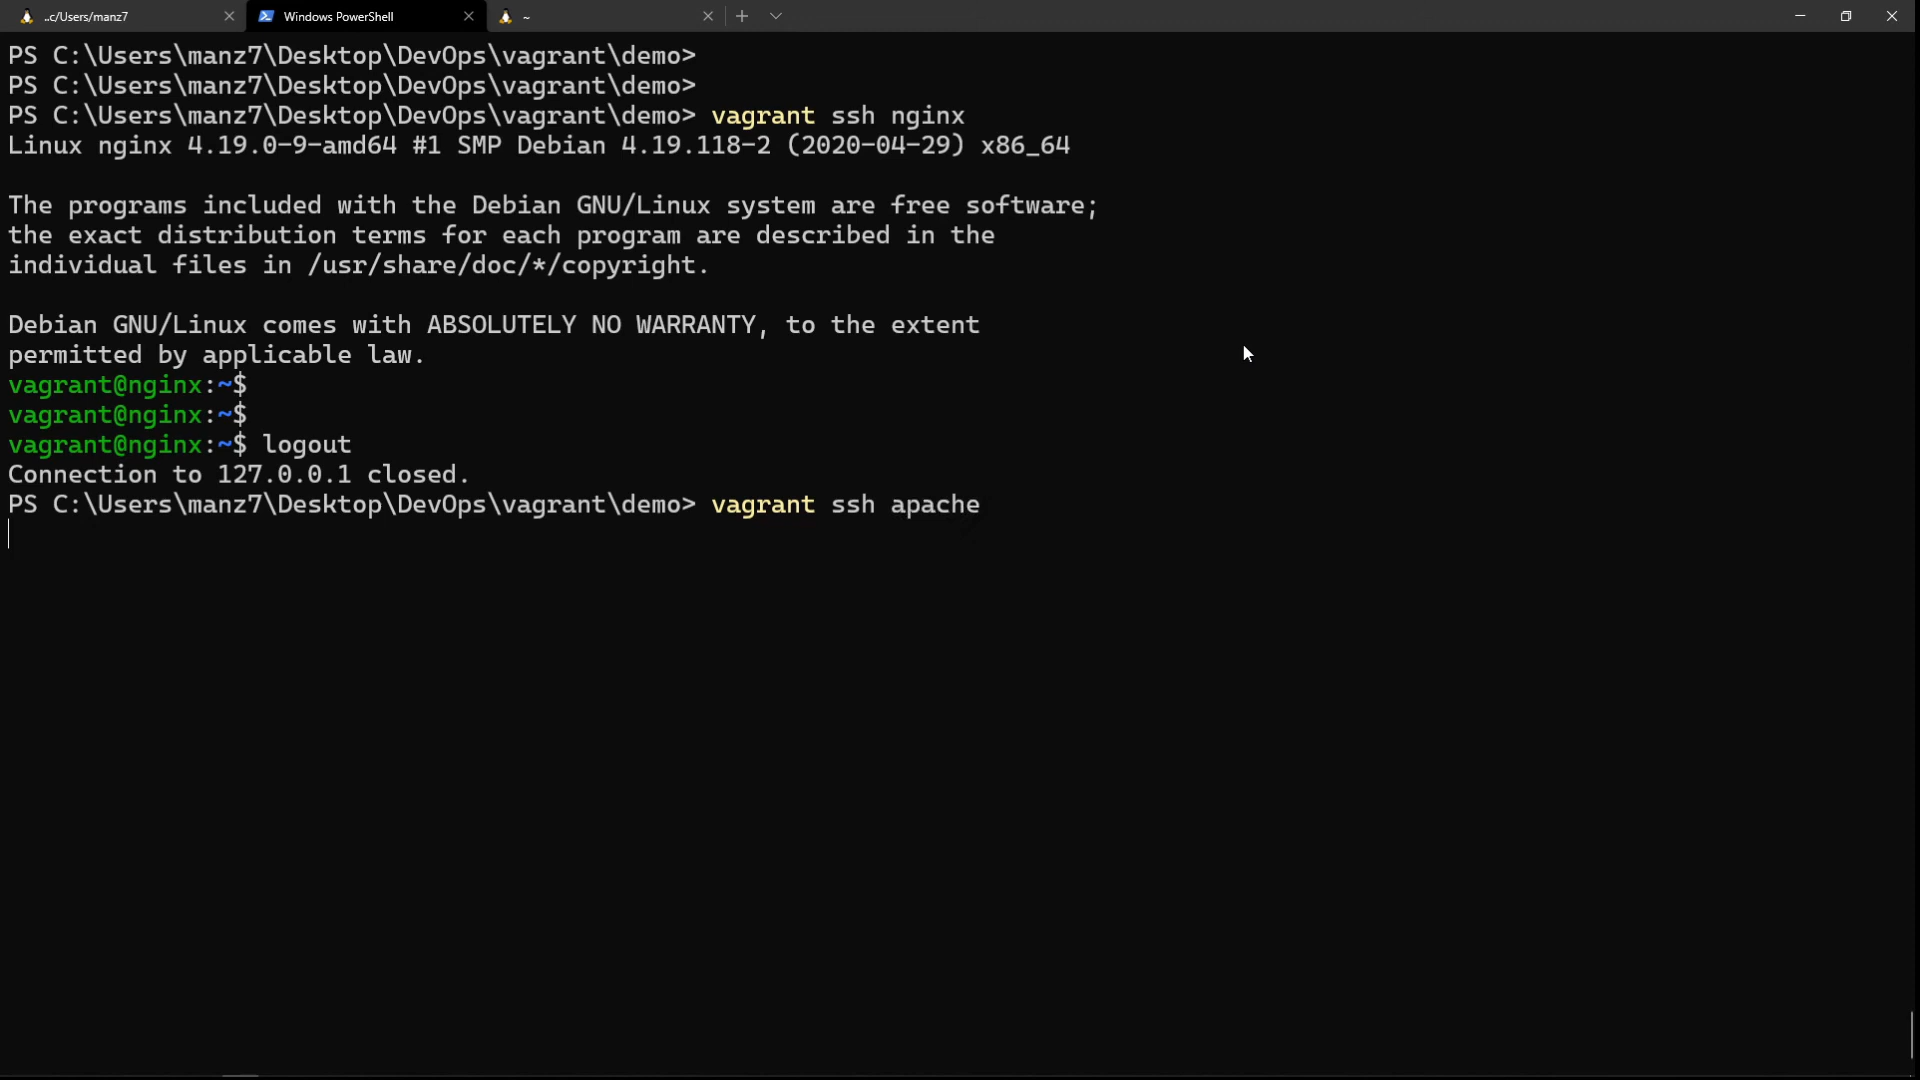 ..c/Users/manz7 Windows PowerShell ~
PS C:\Users\manz7\Desktop\DevOps\vagrant\demo>
PS C:\Users\manz7\Desktop\DevOps\vagrant\demo>
PS C:\Users\manz7\Desktop\DevOps\vagrant\demo> vagrant ssh nginx
Linux nginx 4.19.0-9-amd64 #1 SMP Debian 4.19.118-2 (2020-04-29) x86_64
The programs included with the Debian GNU/Linux system are free software;
the exact distribution terms for each program are described in the
individual files in /usr/share/doc/*/copyright.
Debian GNU/Linux comes with ABSOLUTELY NO WARRANTY, to the extent
permitted by applicable law.
vagrant@nginx:~$
vagrant@nginx:~$
vagrant@nginx:~$ logout
Connection to 127.0.0.1 closed.
PS C:\Users\manz7\Desktop\DevOps\vagrant\demo> vagrant ssh apache